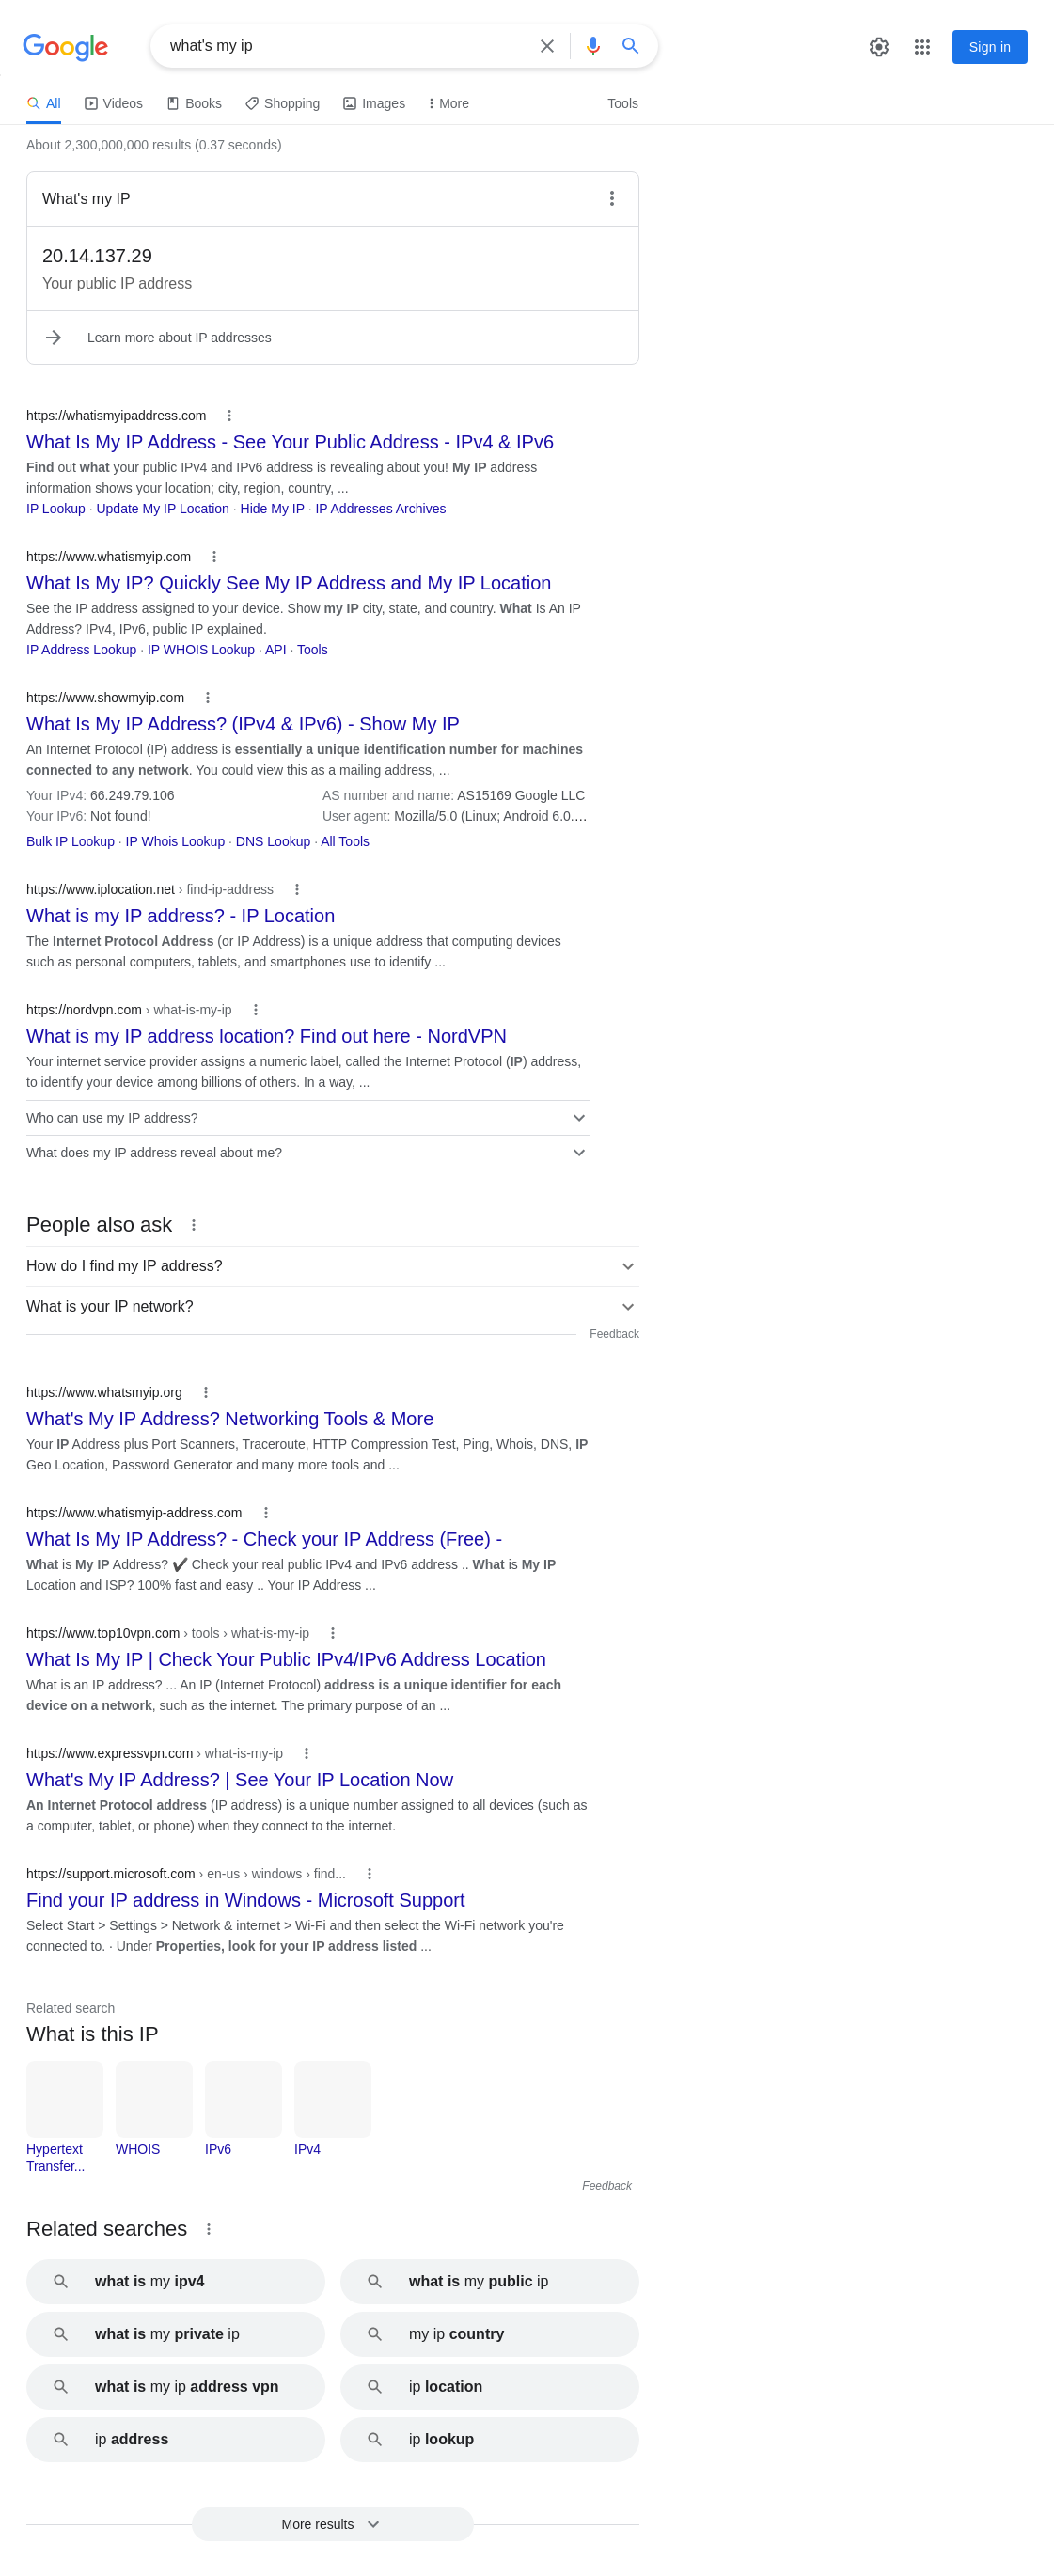 Google
what's my ip
Sign in
All
Videos
Books
Shopping
Images
More
Tools
About 2,300,000,000 results (0.37 seconds)
What's my IP
20.14.137.29
Your public IP address
Learn more about IP addresses
https://whatismyipaddress.com
What Is My IP Address - See Your Public Address - IPv4 & IPv6
Find out what your public IPv4 and IPv6 address is revealing about you! My IP address
information shows your location; city, region, country, ...
IP Lookup · Update My IP Location · Hide My IP · IP Addresses Archives
https://www.whatismyip.com
What Is My IP? Quickly See My IP Address and My IP Location
See the IP address assigned to your device. Show my IP city, state, and country. What Is An IP
Address? IPv4, IPv6, public IP explained.
IP Address Lookup · IP WHOIS Lookup · API · Tools
https://www.showmyip.com
What Is My IP Address? (IPv4 & IPv6) - Show My IP
An Internet Protocol (IP) address is essentially a unique identification number for machines
connected to any network. You could view this as a mailing address, ...
Your IPv4: 66.249.79.106
AS number and name: AS15169 Google LLC
Your IPv6: Not found!
User agent: Mozilla/5.0 (Linux; Android 6.0....
Bulk IP Lookup · IP Whois Lookup · DNS Lookup · All Tools
https://www.iplocation.net › find-ip-address
What is my IP address? - IP Location
The Internet Protocol Address (or IP Address) is a unique address that computing devices
such as personal computers, tablets, and smartphones use to identify ...
https://nordvpn.com › what-is-my-ip
What is my IP address location? Find out here - NordVPN
Your internet service provider assigns a numeric label, called the Internet Protocol (IP) address,
to identify your device among billions of others. In a way, ...
Who can use my IP address?
What does my IP address reveal about me?
People also ask
How do I find my IP address?
What is your IP network?
Feedback
https://www.whatsmyip.org
What's My IP Address? Networking Tools & More
Your IP Address plus Port Scanners, Traceroute, HTTP Compression Test, Ping, Whois, DNS, IP
Geo Location, Password Generator and many more tools and ...
https://www.whatismyip-address.com
What Is My IP Address? - Check your IP Address (Free) -
What is My IP Address? ✔ Check your real public IPv4 and IPv6 address .. What is My IP
Location and ISP? 100% fast and easy .. Your IP Address ...
https://www.top10vpn.com › tools › what-is-my-ip
What Is My IP | Check Your Public IPv4/IPv6 Address Location
What is an IP address? ... An IP (Internet Protocol) address is a unique identifier for each
device on a network, such as the internet. The primary purpose of an ...
https://www.expressvpn.com › what-is-my-ip
What's My IP Address? | See Your IP Location Now
An Internet Protocol address (IP address) is a unique number assigned to all devices (such as
a computer, tablet, or phone) when they connect to the internet.
https://support.microsoft.com › en-us › windows › find...
Find your IP address in Windows - Microsoft Support
Select Start > Settings > Network & internet > Wi-Fi and then select the Wi-Fi network you're
connected to. · Under Properties, look for your IP address listed ...
Related search
What is this IP
Hypertext
Transfer...
WHOIS
IPv6
IPv4
Feedback
Related searches
what is my ipv4
what is my public ip
what is my private ip
my ip country
what is my ip address vpn
ip location
ip address
ip lookup
More results